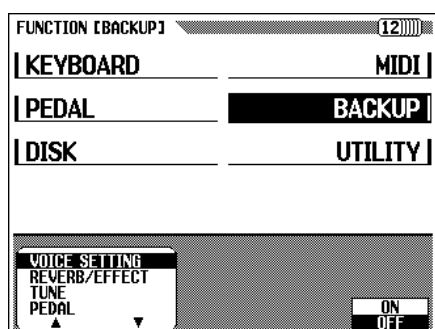 FUNCTION [BACKUP] (12
KEYBOARD MIDI
PEDAL BACKUP
DISK UTILITY
VOICE SETTING
REVERB/EFFECT
TUNE
PEDAL
ON
OFF